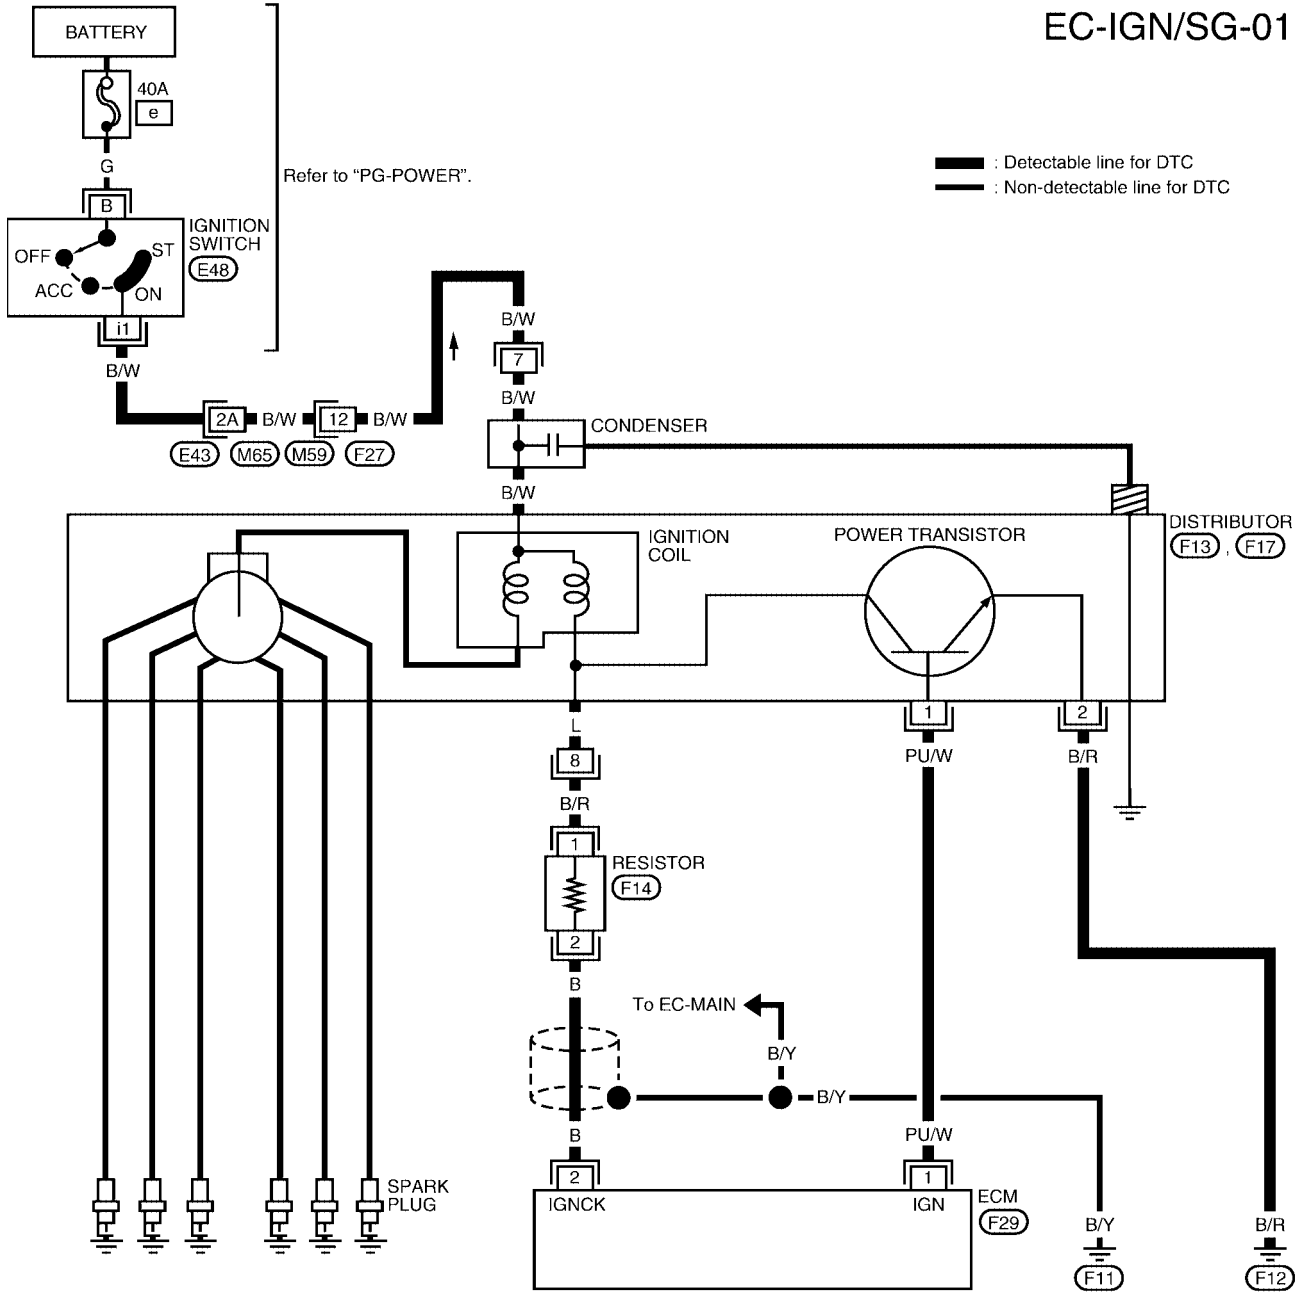 EC-IGN/SG-01
BATTERY
40A
e
G
Refer to “PG-POWER”.
: Detectable line for DTC
: Non-detectable line for DTC
B
IGNITION
SWITCH
E48
OFF
ST
ACC
ON
i1
B/W
B/W
7
B/W
2A
B/W
12
B/W
E43
M65
M59
F27
CONDENSER
B/W
DISTRIBUTOR
F13 , F17
IGNITION
COIL
POWER TRANSISTOR
L
1
2
8
PU/W
B/R
B/R
1
RESISTOR
F14
2
B
To EC-MAIN
B/Y
B/Y
B
PU/W
2
1
SPARK
PLUG
IGNCK
IGN
ECM
F29
B/Y
B/R
F11
F12